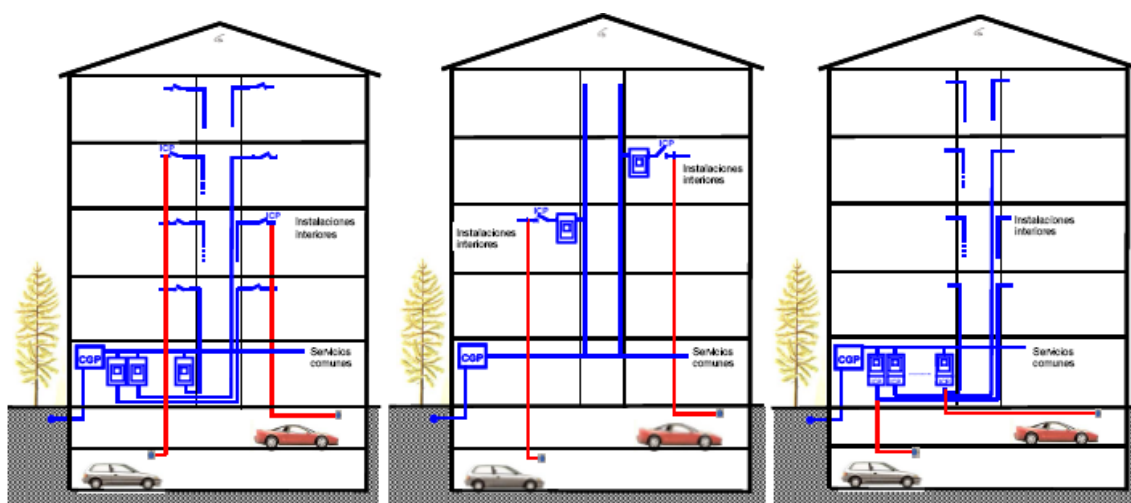 ICP
ICP
Instalaciones
interiores
CGP
Servicios
comunes
ICP
Instalaciones
interiores
ICP
Instalaciones
interiores
CGP
Servicios
comunes
Instalaciones
interiores
CGP
Servicios
comunes